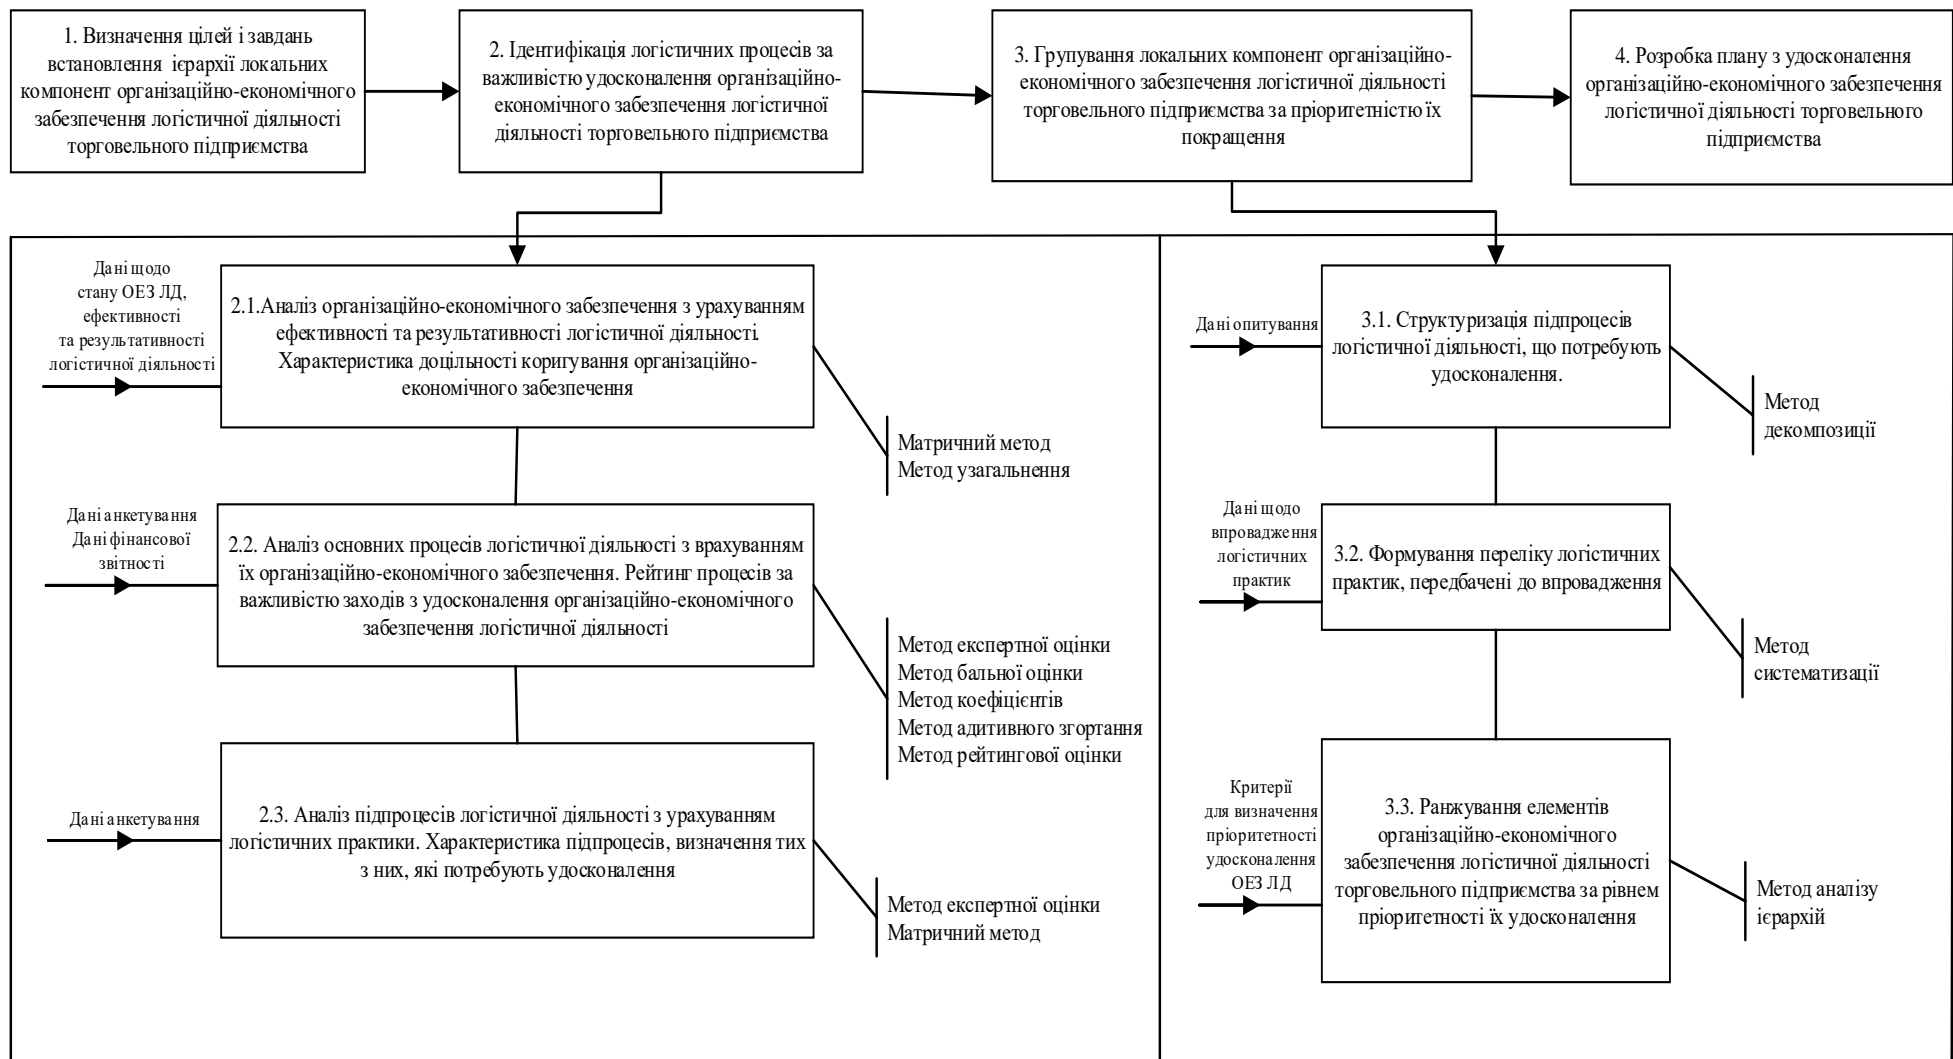 1. Визначення цілей і завдань
встановлення ієрархії локальних
компонент організаційно-економічного
забезпечення логістичної діяльності
торговельного підприємства
2. Ідентифікація логістичних процесів за
важливістю удосконалення організаційно-
економічного забезпечення логістичної
діяльності торговельного підприємства
3. Групування локальних компонент організаційно-
економічного забезпечення логістичної діяльності
торговельного підприємства за пріоритетністю їх
покращення
4. Розробка плану з удосконалення
організаційно-економічного забезпечення
логістичної діяльності торговельного
підприємства
Дані щодо
стану ОЕЗ ЛД,
ефективності
та результативності
логістичної діяльності
2.1.Аналіз організаційно-економічного забезпечення з урахуванням
ефективності та результативності логістичної діяльності.
Характеристика доцільності коригування організаційно-
економічного забезпечення
Матричний метод
Метод узагальнення
Дані анкетування
Дані фінансової
звітності
2.2. Аналіз основних процесів логістичної діяльності з врахуванням
їх організаційно-економічного забезпечення. Рейтинг процесів за
важливістю заходів з удосконалення організаційно-економічного
забезпечення логістичної діяльності
Метод експертної оцінки
Метод бальної оцінки
Метод коефіцієнтів
Метод адитивного згортання
Метод рейтингової оцінки
Дані анкетування
2.3. Аналіз підпроцесів логістичної діяльності з урахуванням
логістичних практики. Характеристика підпроцесів, визначення тих
з них, які потребують удосконалення
Метод експертної оцінки
Матричний метод
Дані опитування
3.1. Структуризація підпроцесів
логістичної діяльності, що потребують
удосконалення.
Метод
декомпозиції
Дані щодо
впровадження
логістичних
практик
3.2. Формування переліку логістичних
практик, передбачені до впровадження
Метод
систематизації
Критерії
для визначення
пріоритетності
удосконалення
ОЕЗ ЛД
3.3. Ранжування елементів
організаційно-економічного
забезпечення логістичної діяльності
торговельного підприємства за рівнем
пріоритетності їх удосконалення
Метод аналізу
ієрархій